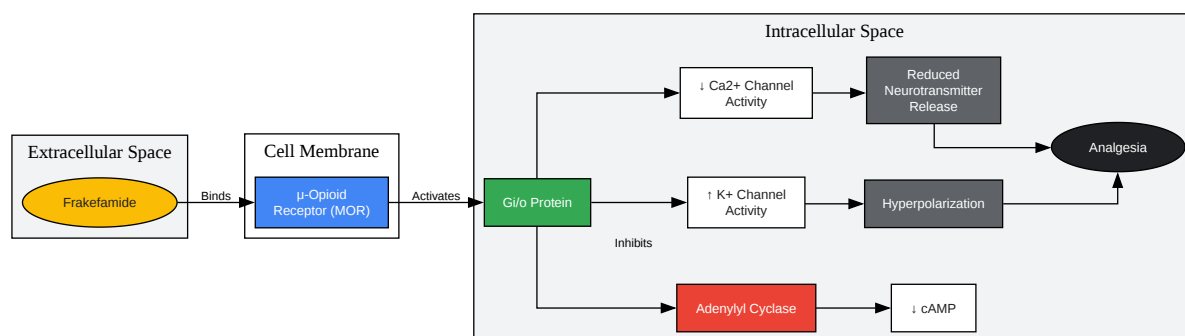 Intracellular Space
↓ Ca2+ Channel
Activity
Reduced
Neurotransmitter
Release
Extracellular Space
Cell Membrane
Analgesia
Frakefamide
Binds
μ-Opioid
Receptor (MOR)
Activates
Gi/o Protein
↑ K+ Channel
Activity
Hyperpolarization
Inhibits
Adenylyl Cyclase
↓ cAMP